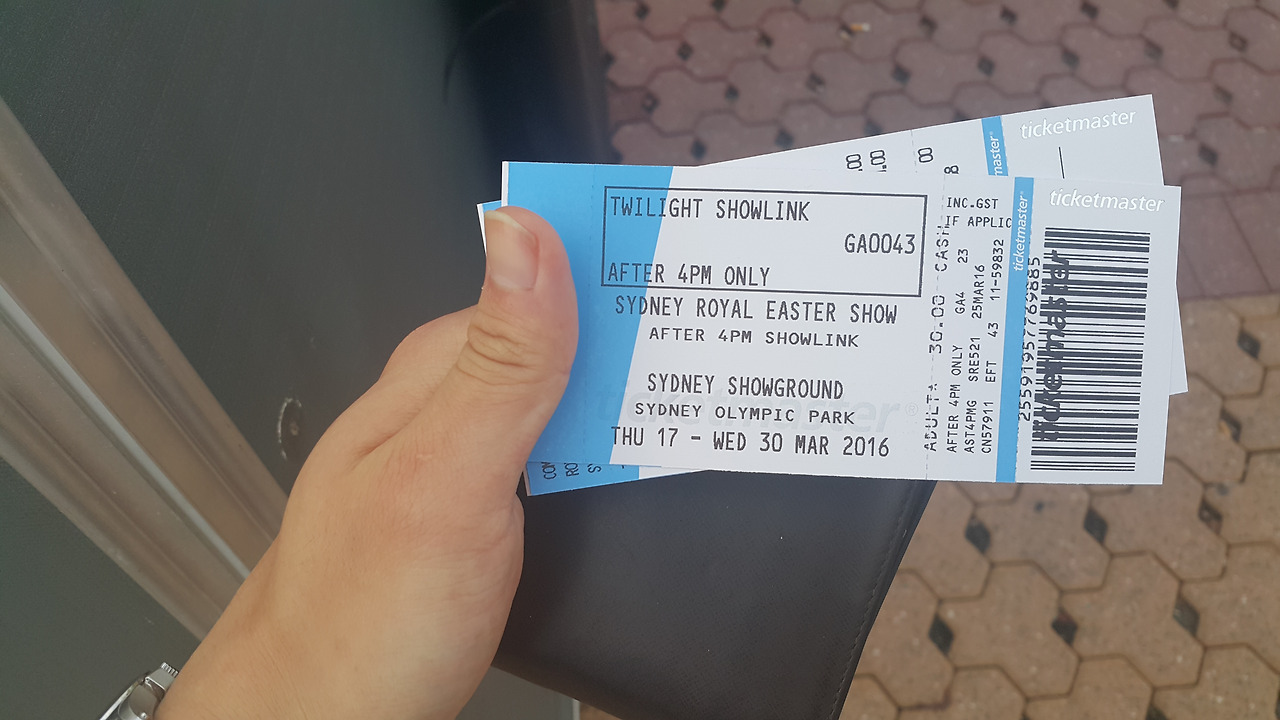 TWILIGHT SHOWLINK
GA0043
AFTER 4PM ONLY
SYDNEY ROYAL EASTER SHOW
AFTER 4PM SHOWLINK
SYDNEY SHOWGROUND
SYDNEY OLYMPIC PARK
THU 17 - WED 30 MAR 2016
ticketmaster®
INC.GST
IF APPLIC
30.00 CASH
AFTER 4PM ONLY GA4 23
AST4PMG SRE521 25MAR16
CN57911 EFT 43 11-59832
ticketmaster®
ticketmaster
ticketmaster
ticketmaster
master®